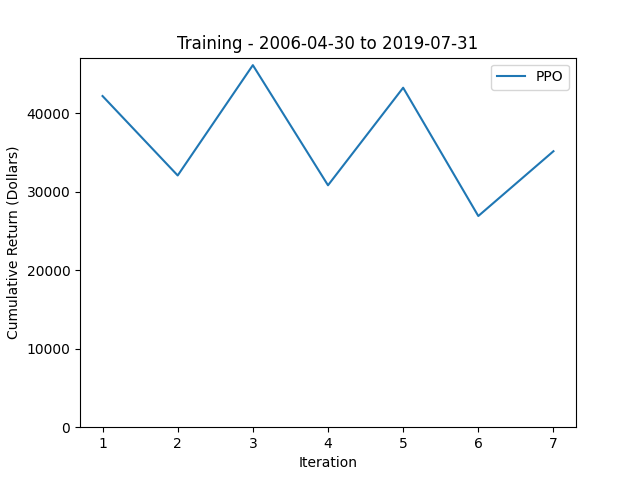 Training - 2006-04-30 to 2019-07-31
PPO
Cumulative Return (Dollars)
40000
30000
20000
10000
0
1 2 3 4 5 6 7
Iteration